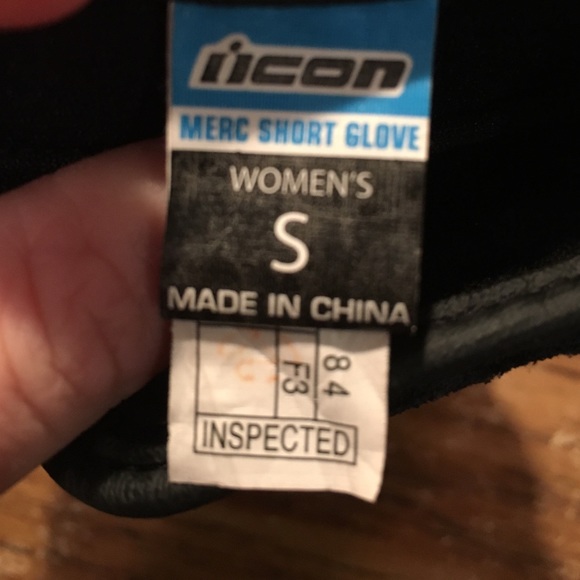 icon
MERC SHORT GLOVE
WOMEN'S
S
MADE IN CHINA
84
F3
INSPECTED